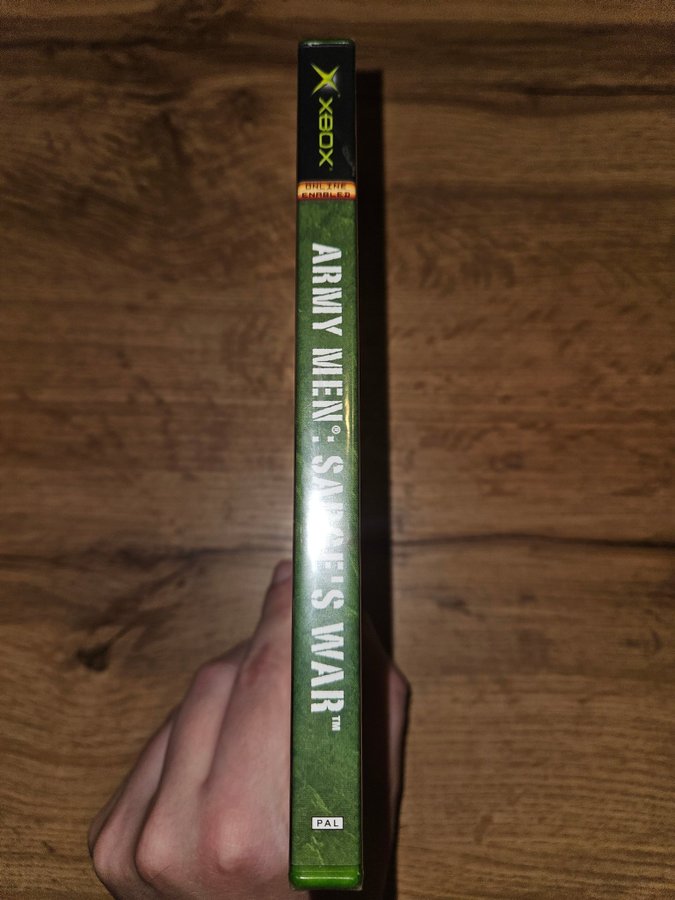 XBOX
ONLINE
ENABLED
ARMY MEN®: SARGE'S WAR™
PAL